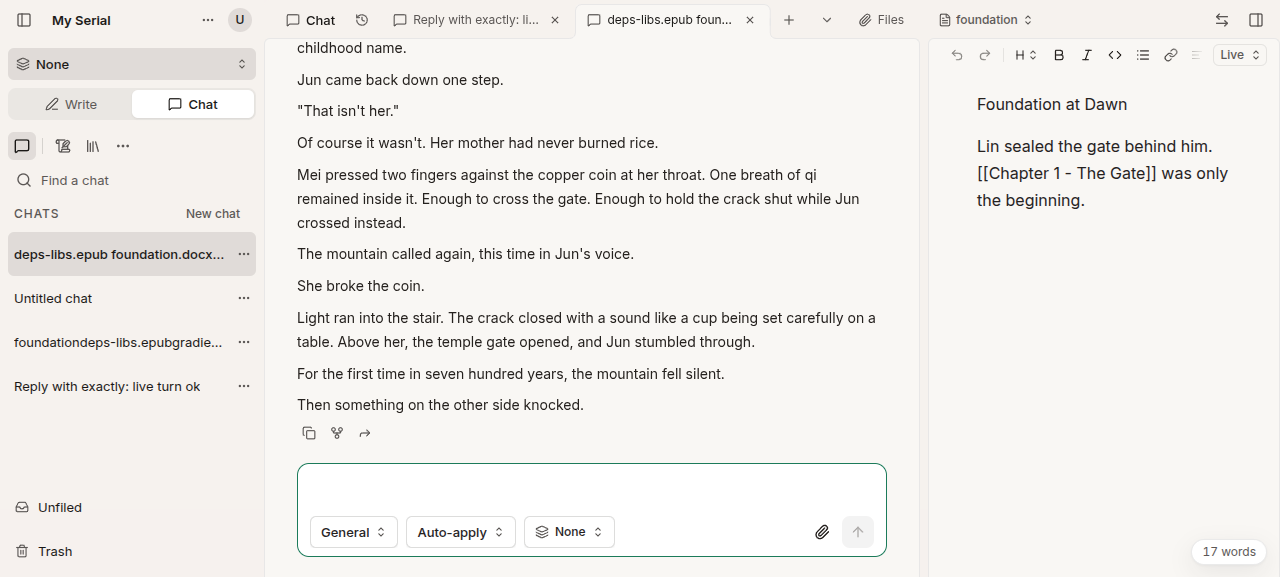 My Serial
U
None
Write
Chat
Find a chat
CHATS
New chat
deps-libs.epub foundation.docx...
Untitled chat
foundationdeps-libs.epubgradie...
Reply with exactly: live turn ok
Unfiled
Trash
Chat
Reply with exactly: li...
deps-libs.epub foun...
Files
childhood name.
Jun came back down one step.
"That isn't her."
Of course it wasn't. Her mother had never burned rice.
Mei pressed two fingers against the copper coin at her throat. One breath of qi
remained inside it. Enough to cross the gate. Enough to hold the crack shut while Jun
crossed instead.
The mountain called again, this time in Jun's voice.
She broke the coin.
Light ran into the stair. The crack closed with a sound like a cup being set carefully on a
table. Above her, the temple gate opened, and Jun stumbled through.
For the first time in seven hundred years, the mountain fell silent.
Then something on the other side knocked.
General
Auto-apply
None
foundation
H
B
I
Live
Foundation at Dawn
Lin sealed the gate behind him.
[[Chapter 1 - The Gate]] was only
the beginning.
17 words